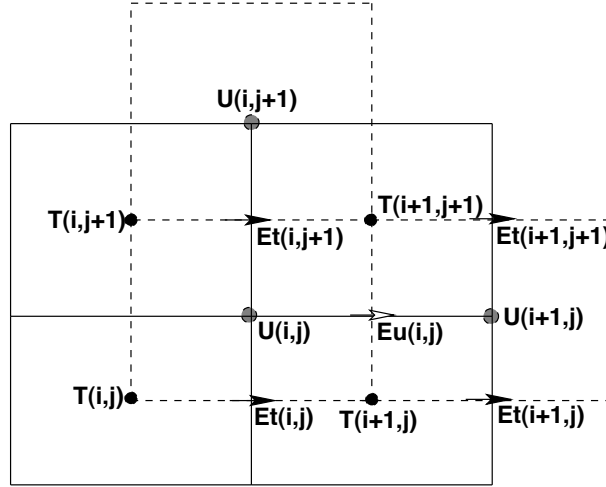 U(i,j+1)
T(i,j+1)
T(i+1,j+1)
Et(i,j+1)
Et(i+1,j+1)
U(i,j)
Eu(i,j)
U(i+1,j)
T(i,j)
Et(i,j)
T(i+1,j)
Et(i+1,j)